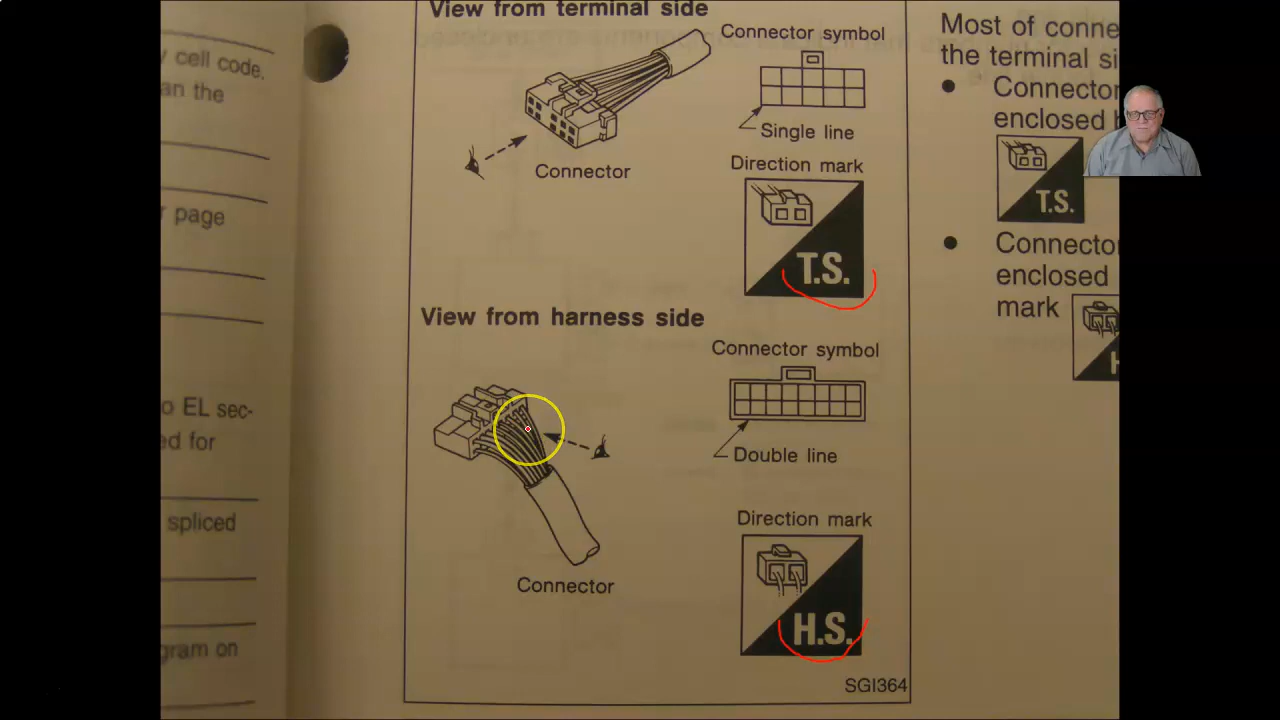 View from terminal side
Connector symbol
Single line
Connector
Direction mark
T.S.
View from harness side
Connector symbol
Double line
Direction mark
Connector
H.S.
SGI364
cell code.
an the
page
EL sec-
ed for
spliced
gram on
Most of conne
the terminal si
● Connector
enclosed
T.S.
● Connector
enclosed
mark
H